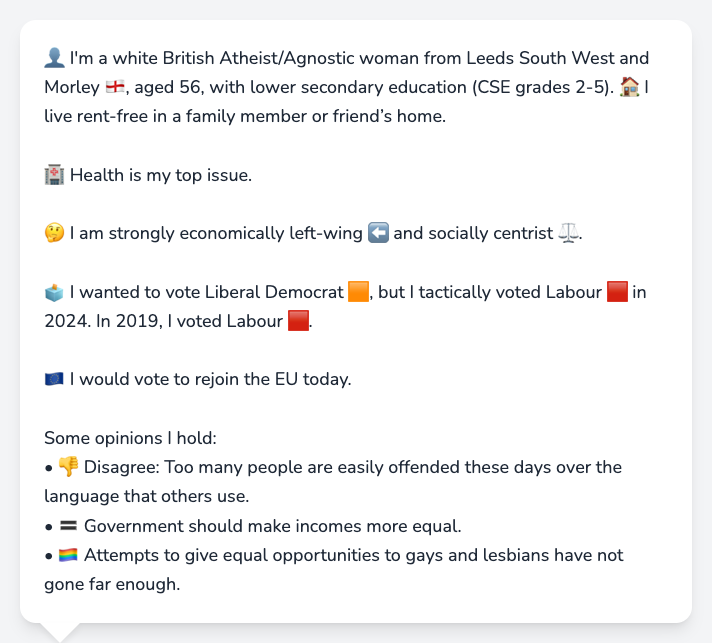 👤 I'm a white British Atheist/Agnostic woman from Leeds South West and
Morley 🏴󠁧󠁢󠁥󠁮󠁧󠁿, aged 56, with lower secondary education (CSE grades 2-5). 🏠 I
live rent-free in a family member or friend’s home.
🏥 Health is my top issue.
🤔 I am strongly economically left-wing ⬅️ and socially centrist ⚖️.
🗳️ I wanted to vote Liberal Democrat 🟧, but I tactically voted Labour 🟥 in
2024. In 2019, I voted Labour 🟥.
🇪🇺 I would vote to rejoin the EU today.
Some opinions I hold:
• 👎 Disagree: Too many people are easily offended these days over the
language that others use.
• 🟰 Government should make incomes more equal.
• 🏳️‍🌈 Attempts to give equal opportunities to gays and lesbians have not
gone far enough.